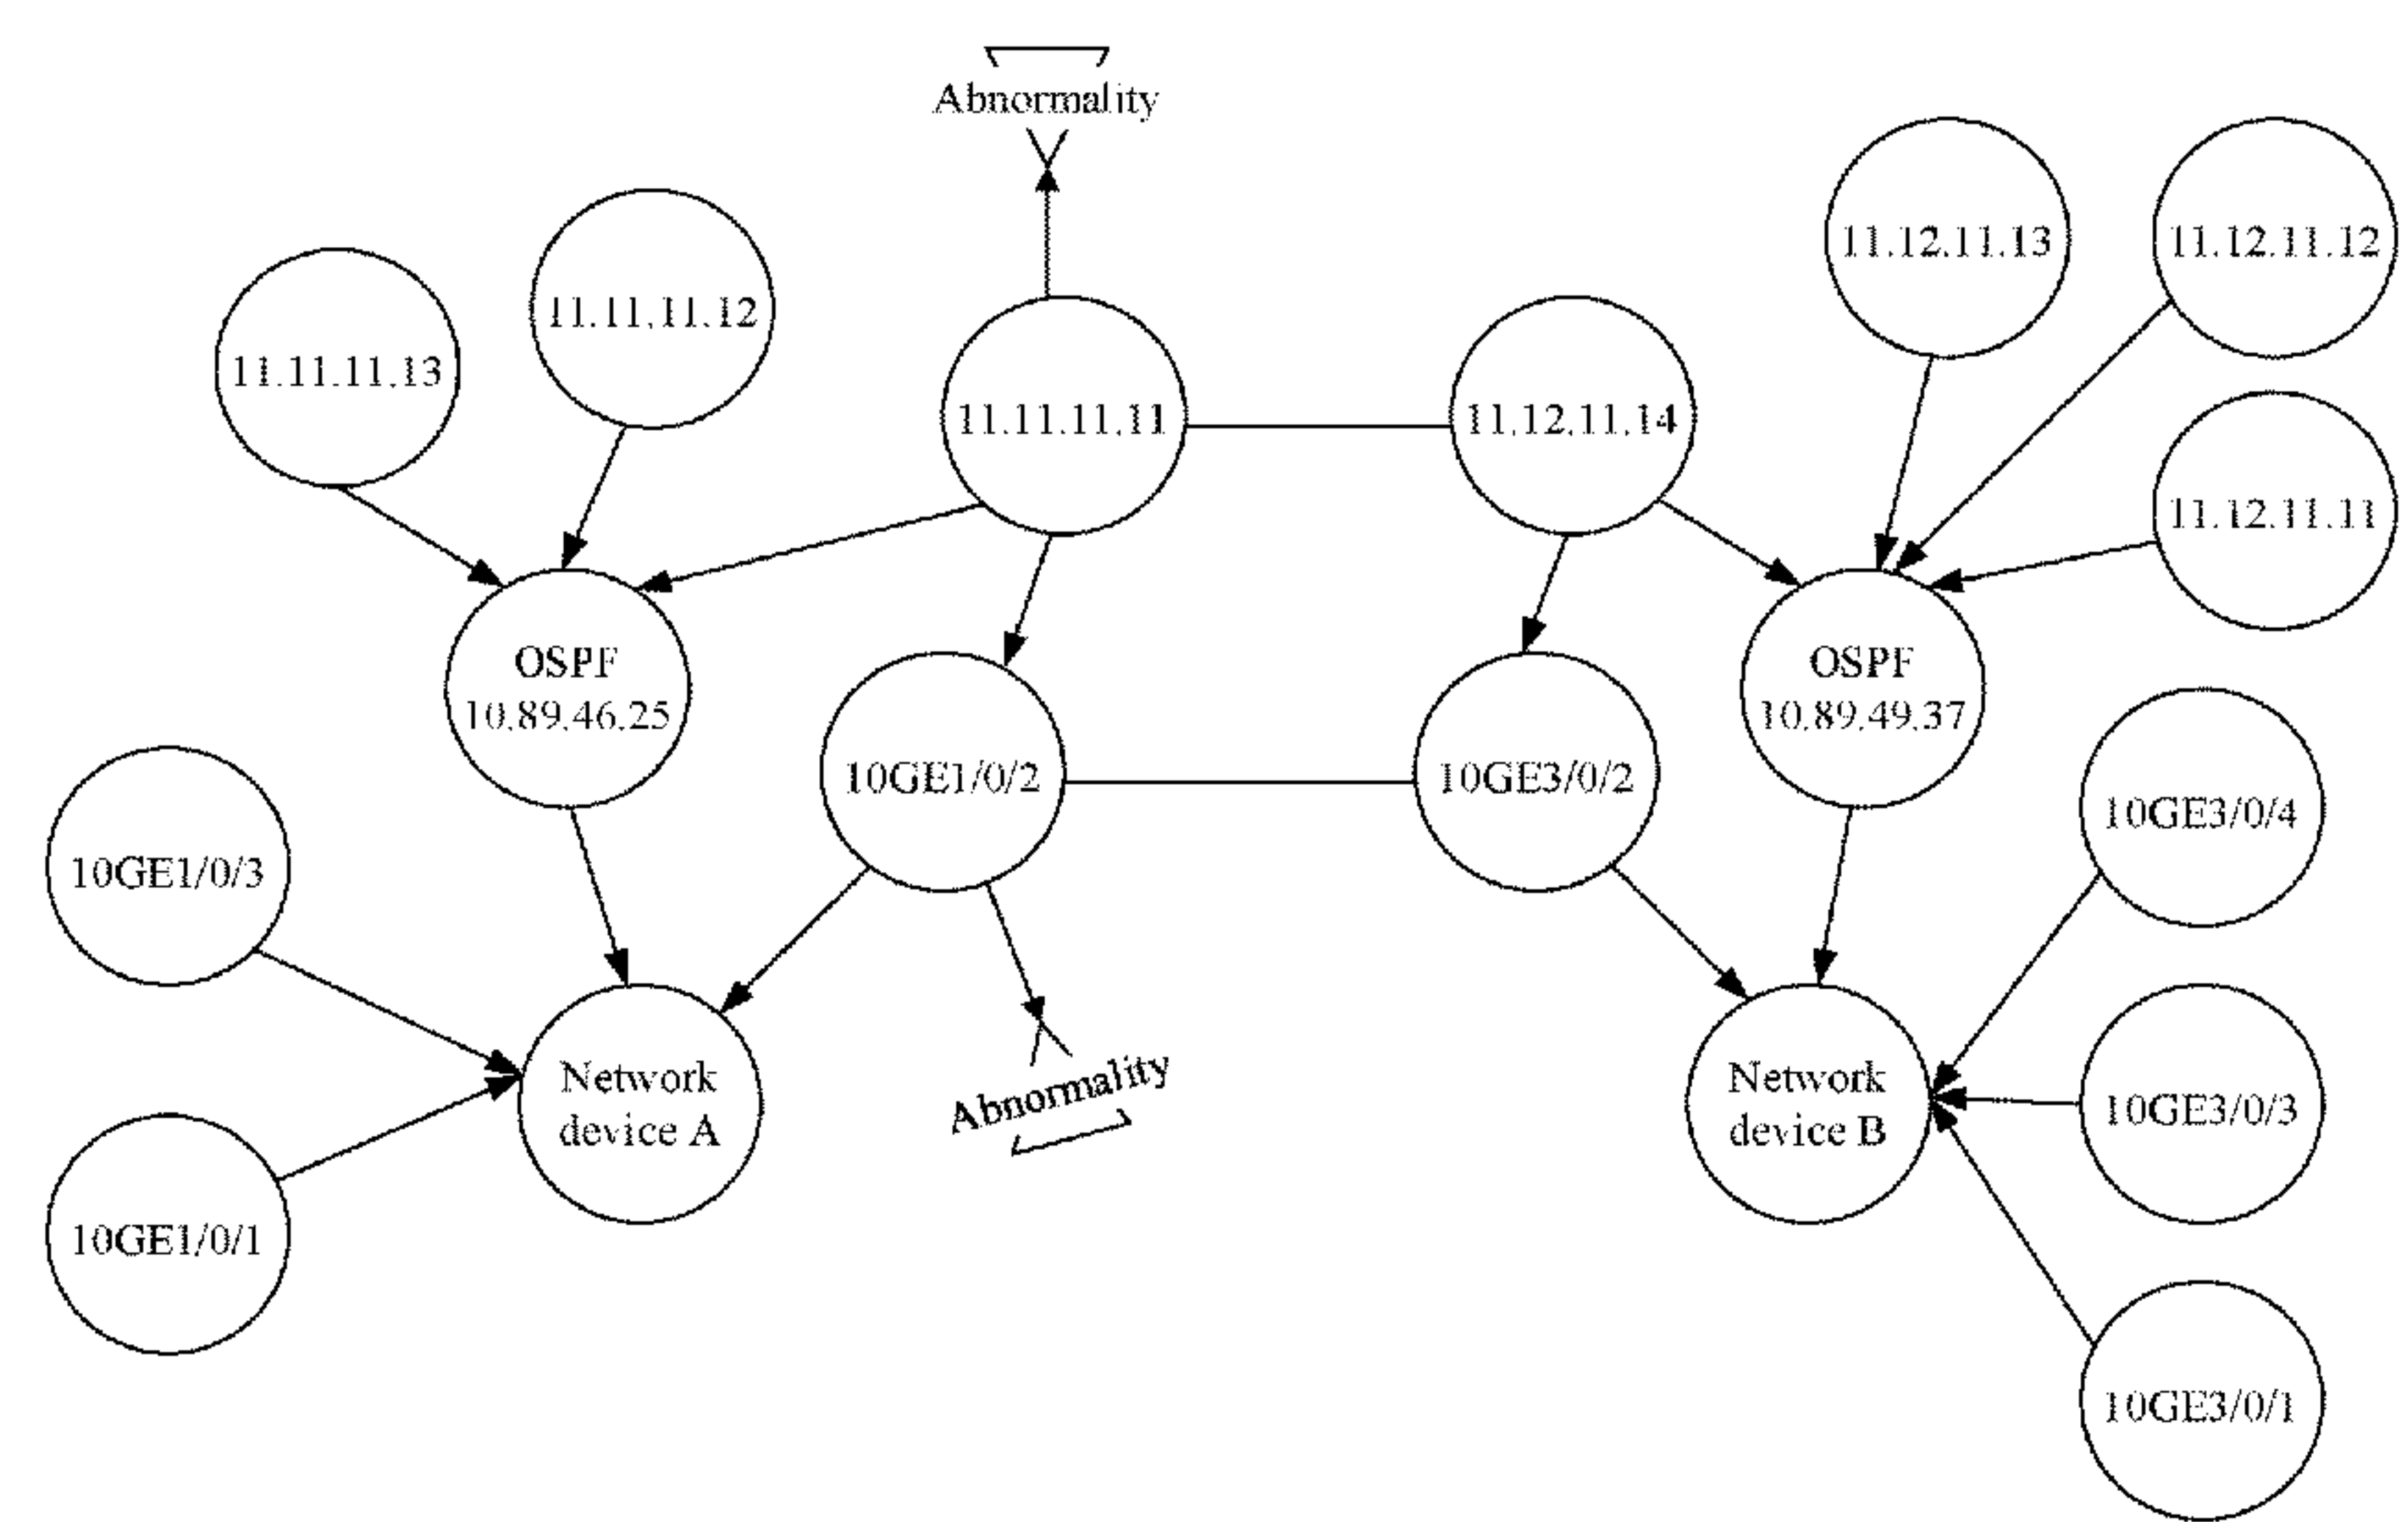 Abnormality
11.12.11.13
11.12.11.12
11.11.11.12
11.11.11.13
11.11.11.11
11.12.11.14
11.12.11.11
OSPF
10.89.46.25
OSPF
10.89.49.37
10GE1/0/2
10GE3/0/2
10GE3/0/4
10GE1/0/3
Network
device A
Abnormality
Network
device B
10GE3/0/3
10GE1/0/1
10GE3/0/1